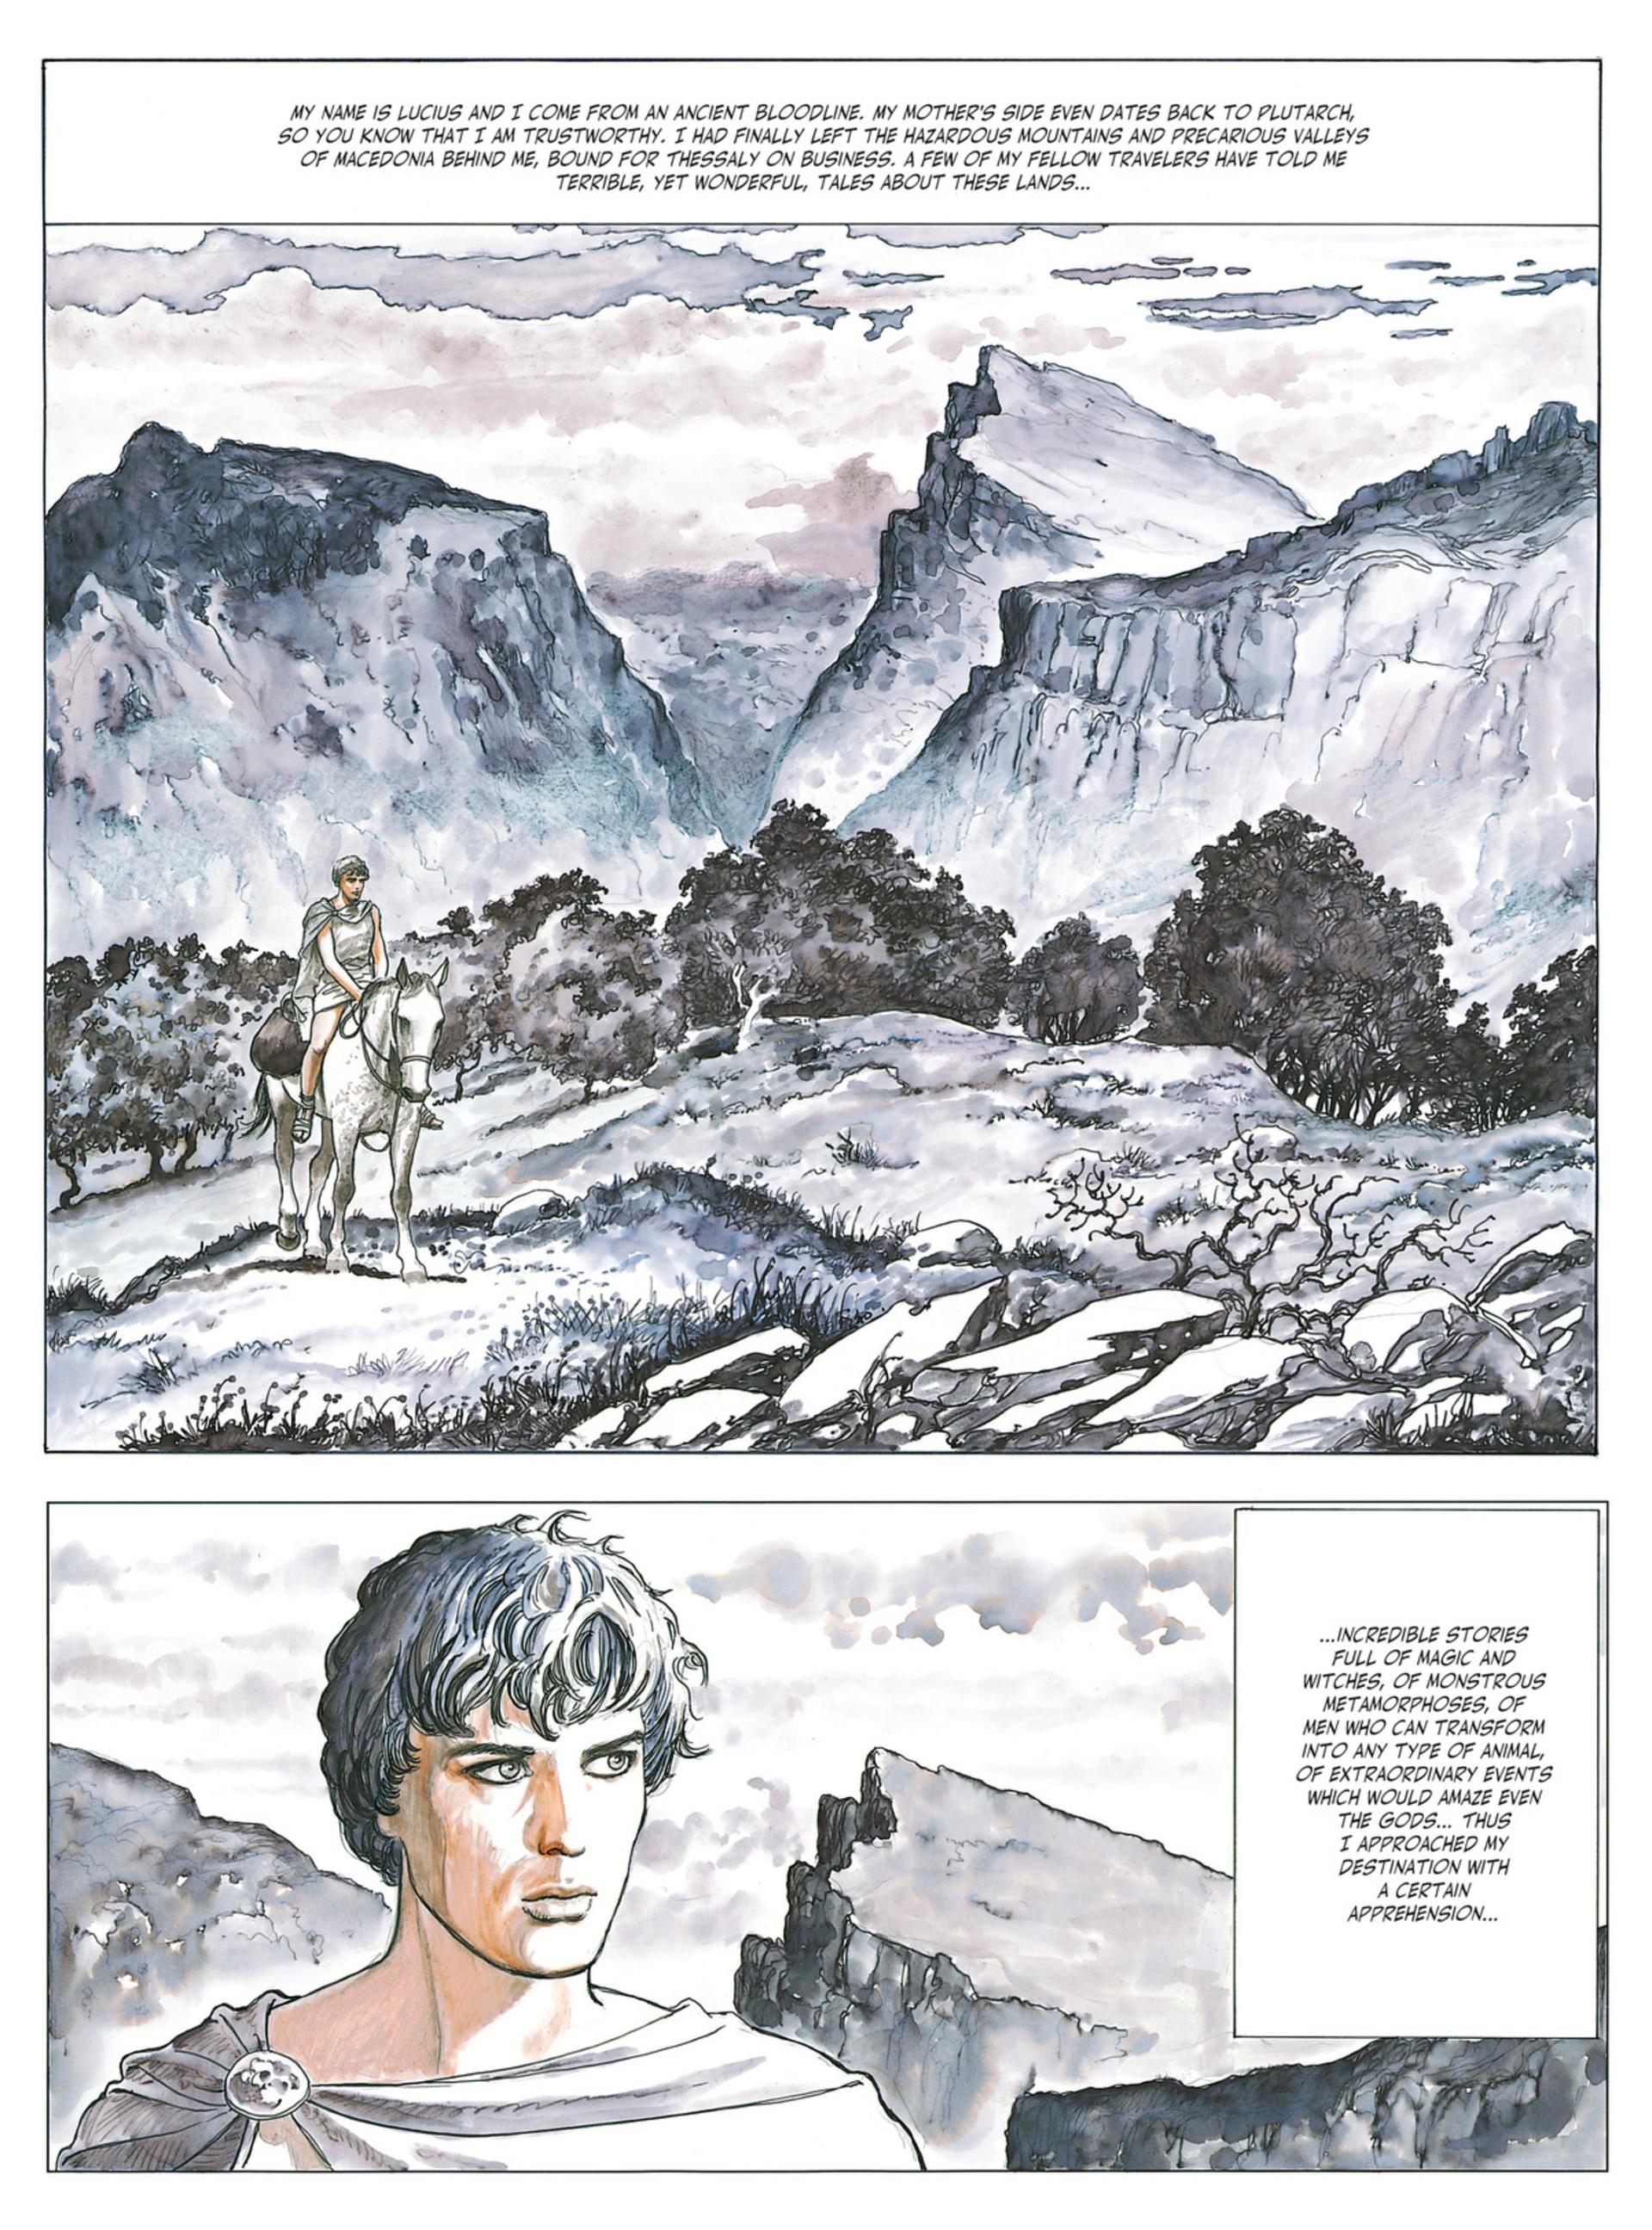 MY NAME IS LUCIUS AND I COME FROM AN ANCIENT BLOODLINE. MY MOTHER'S SIDE EVEN DATES BACK TO PLUTARCH,
SO YOU KNOW THAT I AM TRUSTWORTHY. I HAD FINALLY LEFT THE HAZARDOUS MOUNTAINS AND PRECARIOUS VALLEYS
OF MACEDONIA BEHIND ME, BOUND FOR THESSALY ON BUSINESS. A FEW OF MY FELLOW TRAVELERS HAVE TOLD ME
TERRIBLE, YET WONDERFUL, TALES ABOUT THESE LANDS...
...INCREDIBLE STORIES
FULL OF MAGIC AND
WITCHES, OF MONSTROUS
METAMORPHOSES, OF
MEN WHO CAN TRANSFORM
INTO ANY TYPE OF ANIMAL,
OF EXTRAORDINARY EVENTS
WHICH WOULD AMAZE EVEN
THE GODS... THUS
I APPROACHED MY
DESTINATION WITH
A CERTAIN
APPREHENSION...